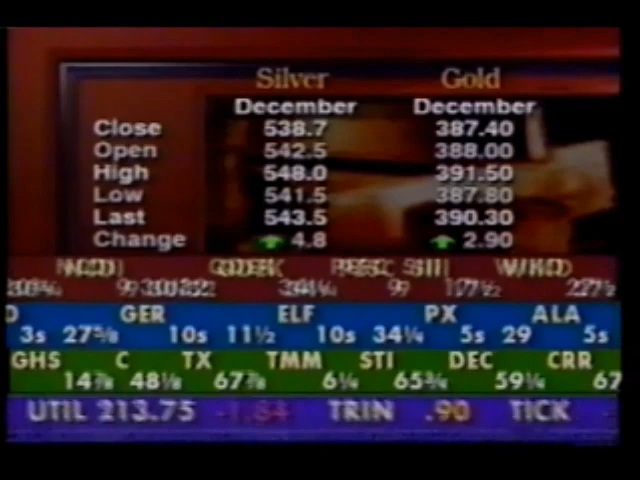 Silver Gold
December December
Close 538.7 387.40
Open 542.5 388.00
High 548.0 391.50
Low 541.5 387.80
Last 543.5 390.30
Change 4.8 2.90
GER ELF PX ALA
3s 27⅝ 10s 11½ 10s 34¼ 5s 29 5s
GHS C TX TMM STI DEC CRR
14⅞ 48⅛ 67⅞ 6¼ 65¾ 59¼ 67
UTIL 213.75 -1.84 TRIN .90 TICK